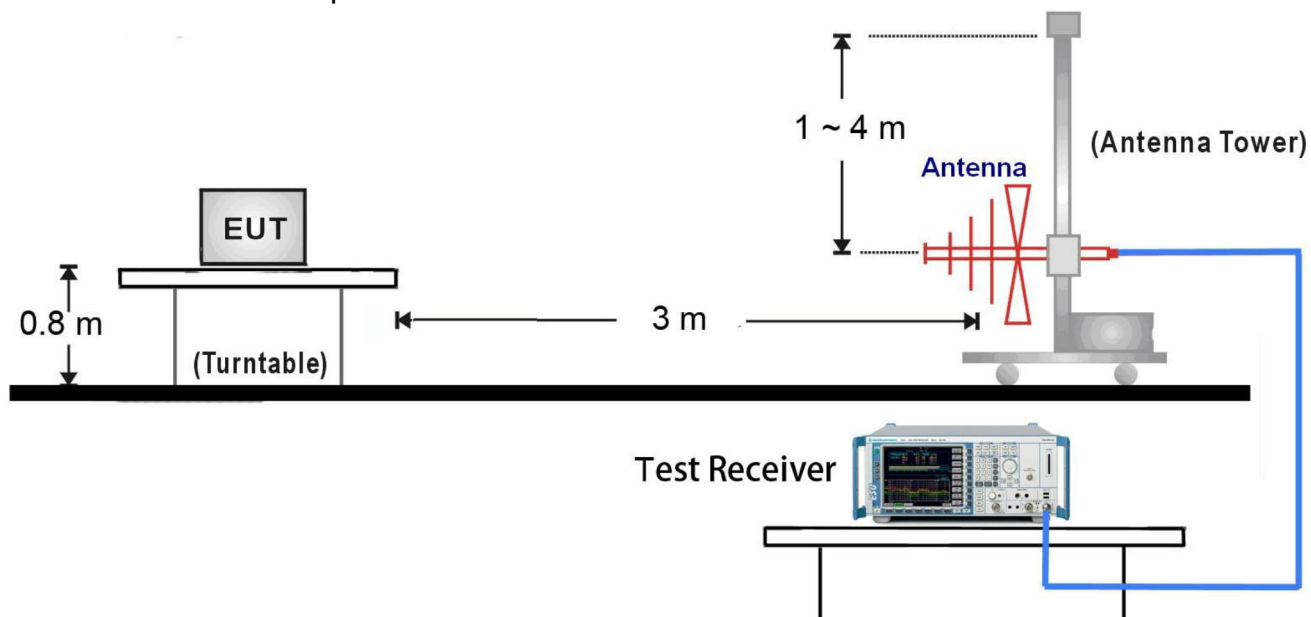 1 ~ 4 m
(Antenna Tower)
Antenna
EUT
0.8 m
3 m
(Turntable)
Test Receiver